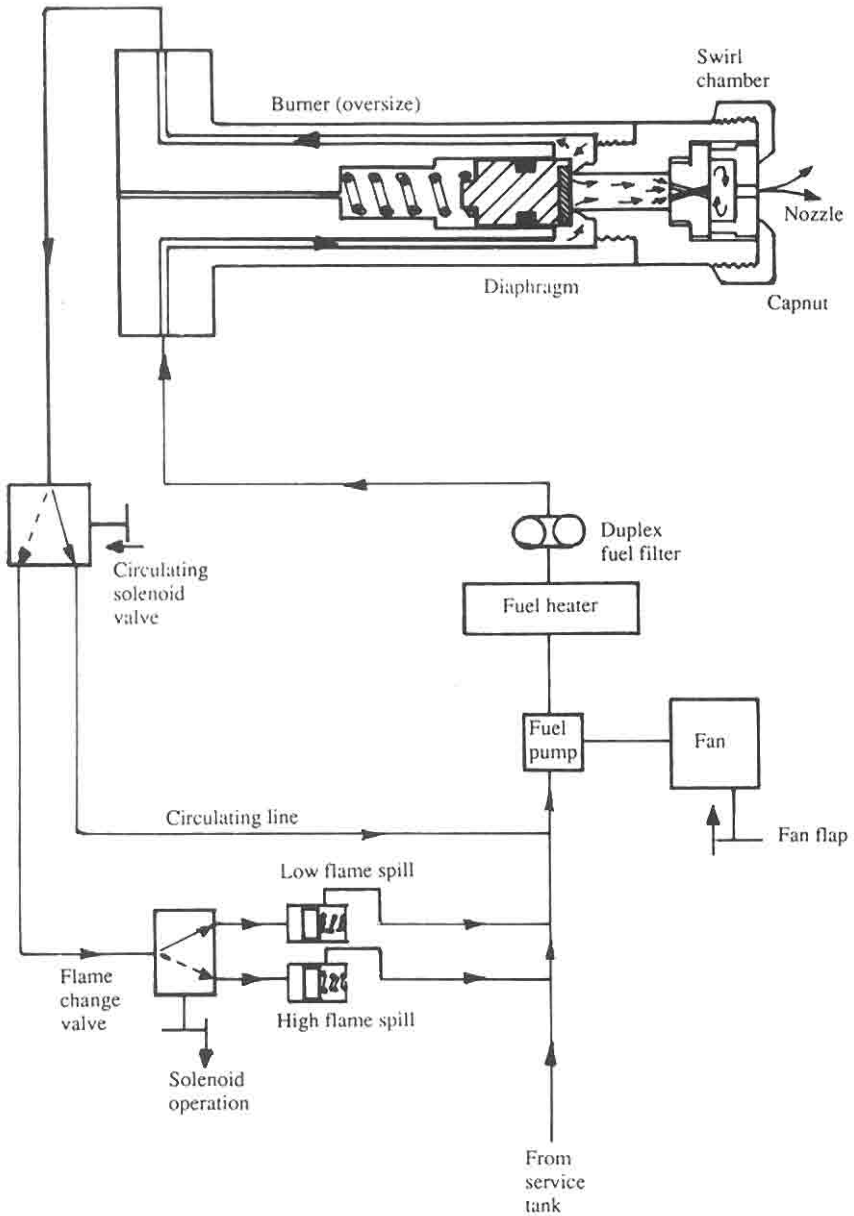 Swirl
chamber
Burner (oversize)
Nozzle
Diaphragm
Capnut
Duplex
fuel filter
Circulating
solenoid
valve
Fuel heater
Fuel
pump
Fan
Circulating line
Fan flap
Low flame spill
Flame
change
valve
High flame spill
Solenoid
operation
From
service
tank